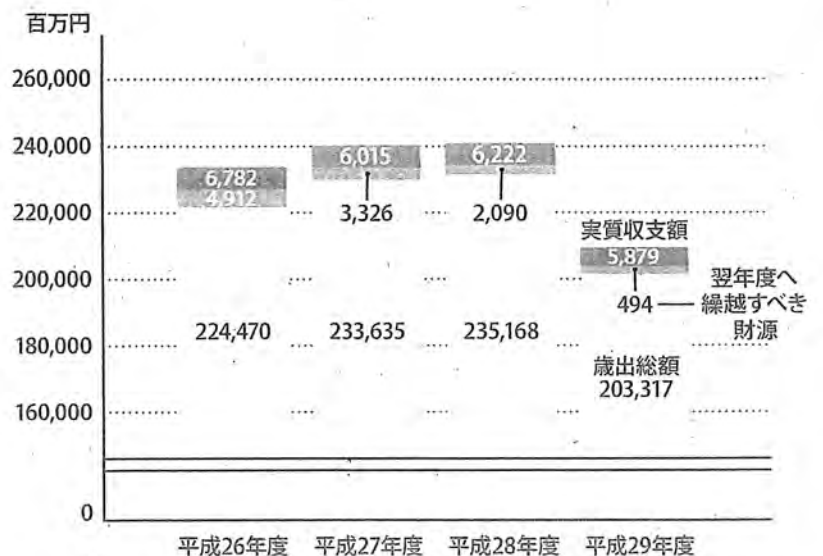 百万円
260,000
240,000
220,000
200,000
180,000
160,000
0
6,782
4,912
224,470
平成26年度
6,015
3,326
233,635
平成27年度
6,222
2,090
235,168
平成28年度
実質収支額
5,879
494
翌年度へ
繰越すべき
財源
歳出総額
203,317
平成29年度